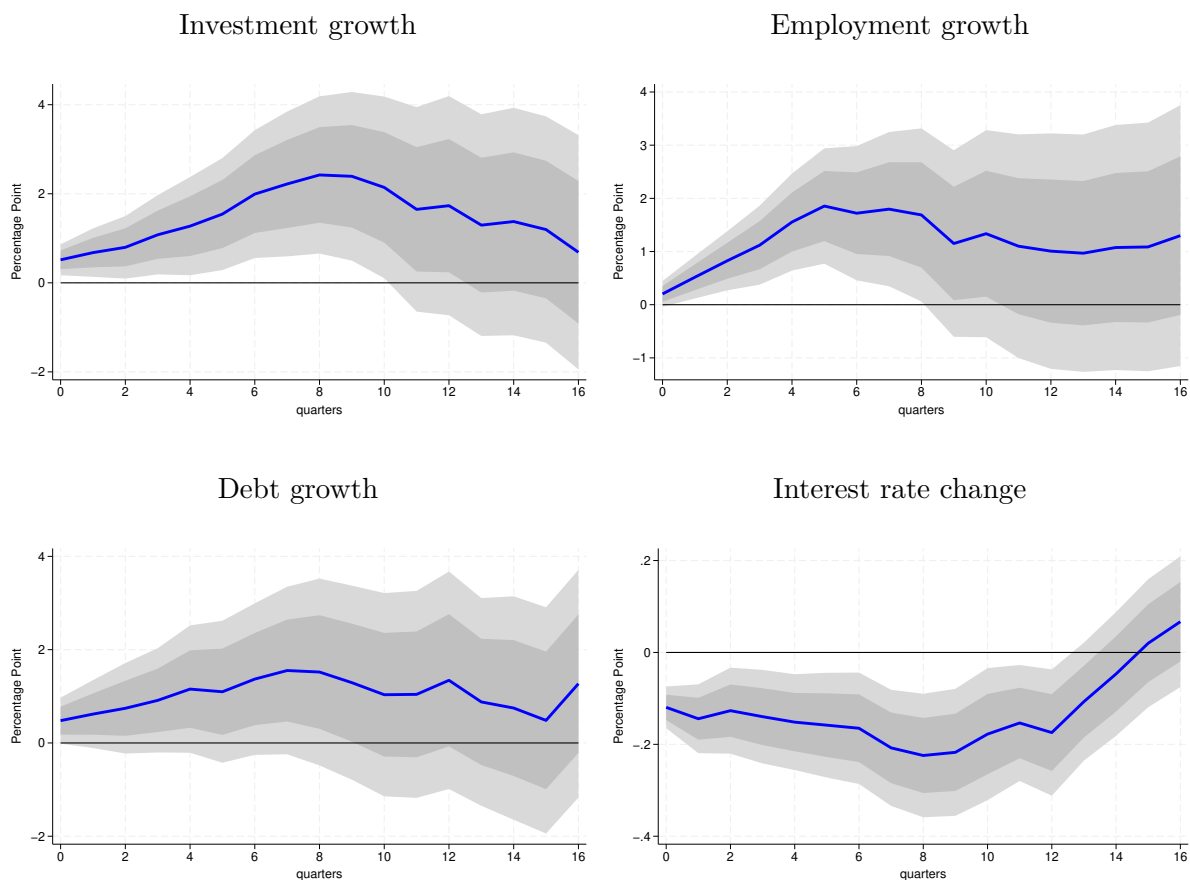 Investment growth
Percentage Point
4
2
0
−2
0 2 4 6 8 10 12 14 16
quarters
Employment growth
Percentage Point
4
3
2
1
0
−1
0 2 4 6 8 10 12 14 16
quarters
Debt growth
Percentage Point
4
2
0
−2
0 2 4 6 8 10 12 14 16
quarters
Interest rate change
Percentage Point
.2
0
−.2
−.4
0 2 4 6 8 10 12 14 16
quarters